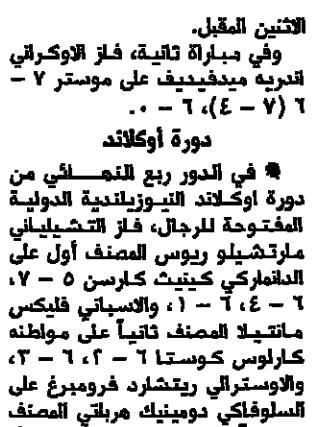 الاثنين المقبل.
وفي مباراة ثانية، فاز الاوكراني
اندريه ميدفيديف على موستر ٧ –
٦ (٧ – ٤)، ٦ – ٠.
دورة أوكلاند
● في الدور ربع النهائي من
دورة اوكلاند النيوزيلندية الدولية
المفتوحة للرجال، فاز التشيلياني
مارتشيلو ريوس المصنف أول على
الدانماركي كينيث كارسن ٥ – ٧،
٦ – ٤، ٦ – ١، والاسباني فليكس
مانتيلا المصنف ثانياً على مواطنه
كارلوس كوستا ٦ – ٢، ٦ – ٣،
والاوسترالي ريتشارد فرومبرغ على
السلوفاكي دومينيك هرباتي المصنف